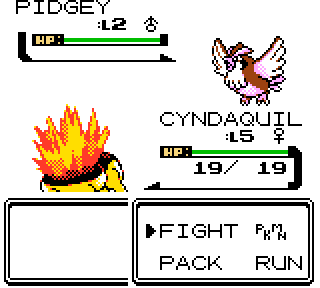 PIDGEY
:L2 ♂
HP:
CYNDAQUIL
:L5 ♀
HP:
19/ 19
▶FIGHT PKMN
PACK RUN